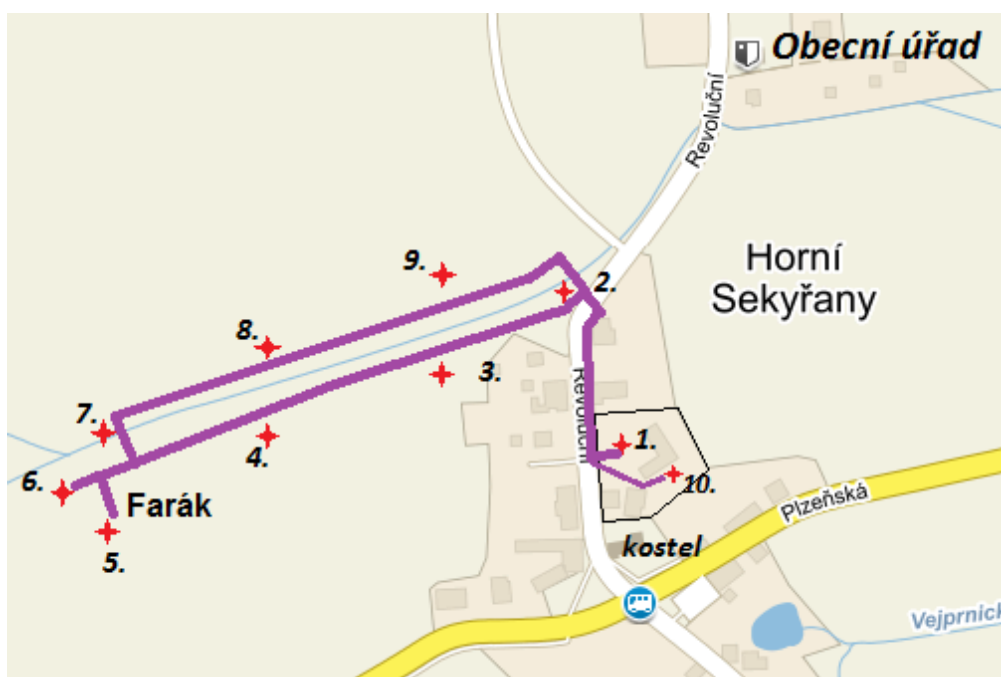 Obecní úřad
Revoluční
Horní
Sekyřany
9.
2.
8.
3.
Revoluční
7.
4.
1.
6.
Farák
10.
5.
kostel
Plzeňská
Vejprnick